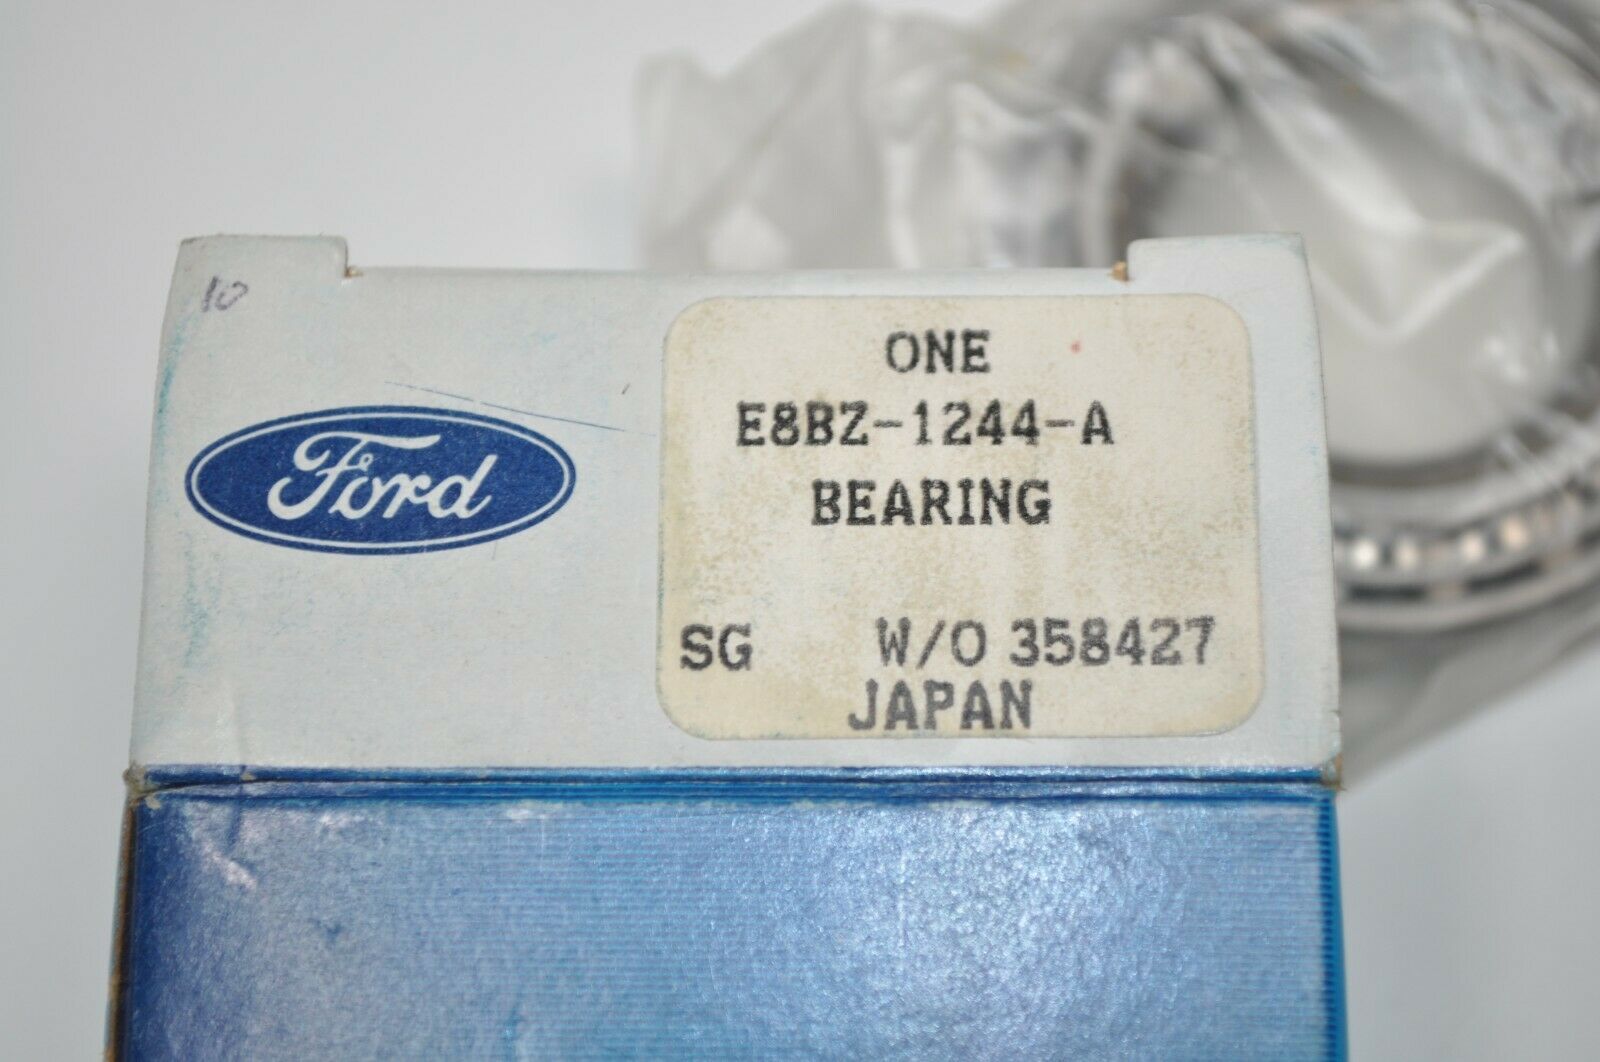 10
Ford
ONE
E8BZ-1244-A
BEARING
SG W/O 358427
JAPAN